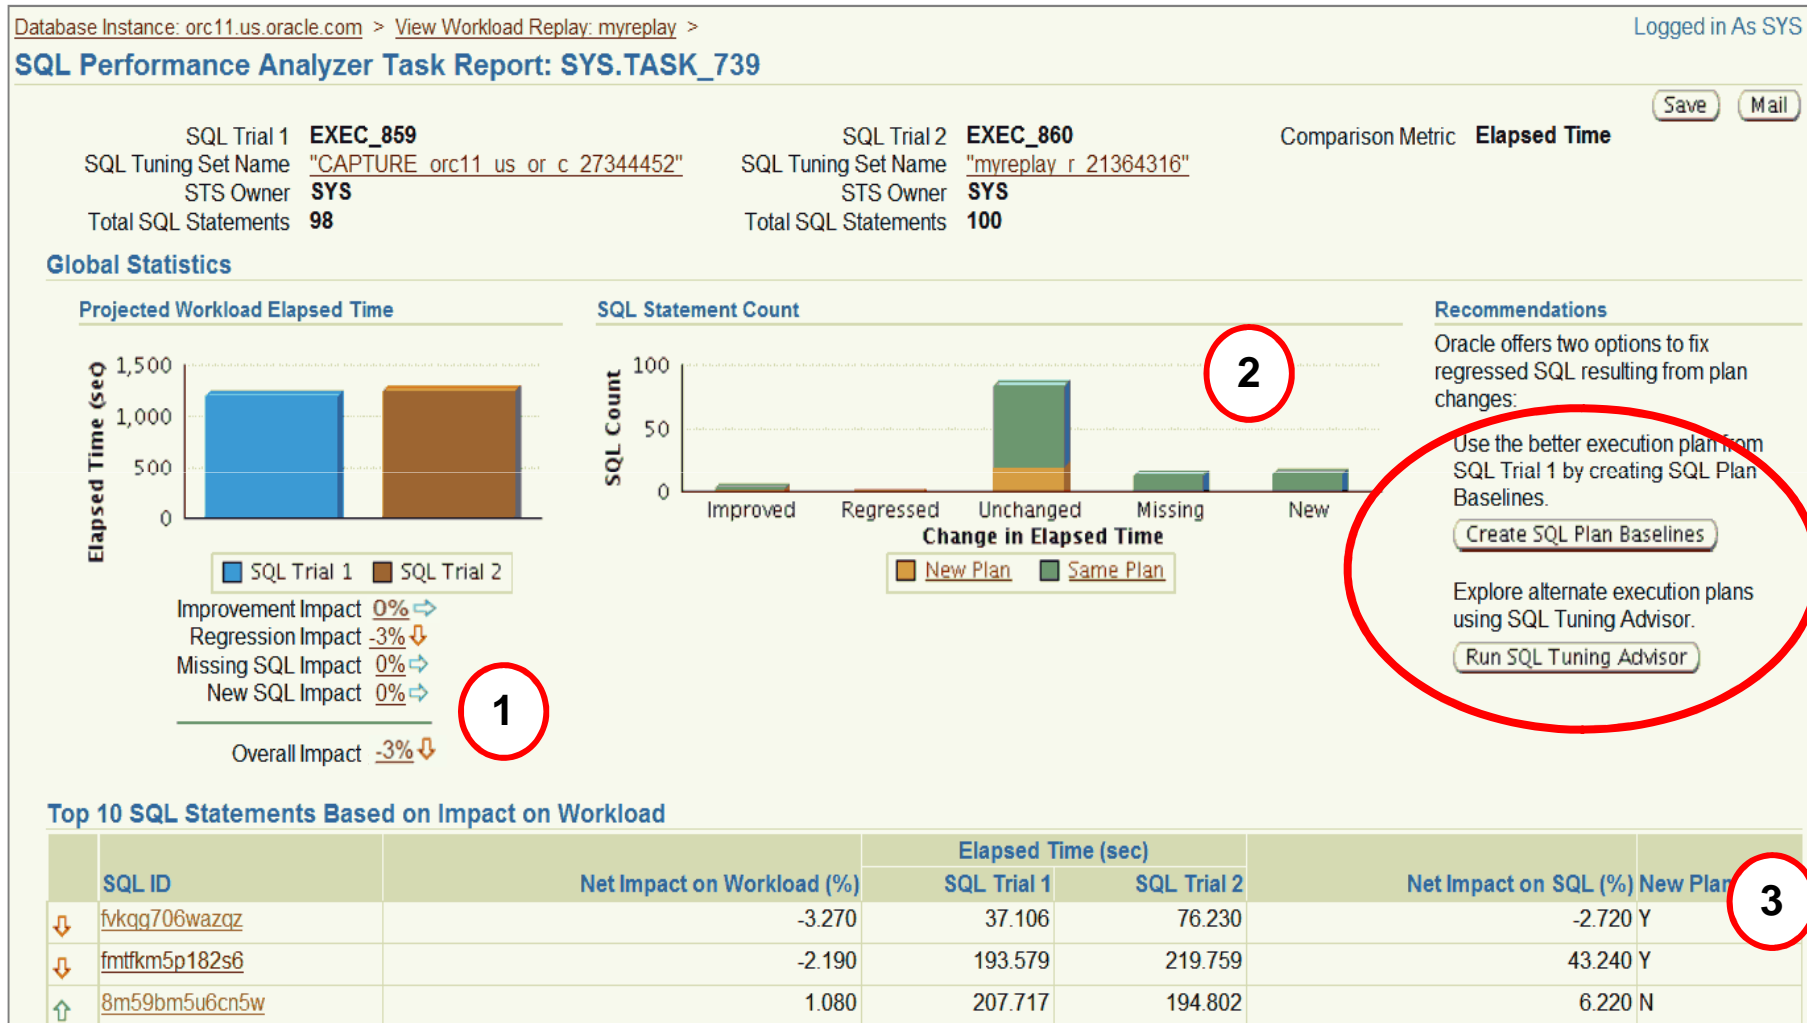 Database Instance: orc11.us.oracle.com > View Workload Replay: myreplay >
Logged in As SYS
SQL Performance Analyzer Task Report: SYS.TASK_739
Save Mail
SQL Trial 1 EXEC_859
SQL Tuning Set Name "CAPTURE_orc11_us_or_c_27344452"
STS Owner SYS
Total SQL Statements 98
SQL Trial 2 EXEC_860
SQL Tuning Set Name "myreplay_r_21364316"
STS Owner SYS
Total SQL Statements 100
Comparison Metric Elapsed Time
Global Statistics
Projected Workload Elapsed Time
Elapsed Time (sec)
1,500
1,000
500
0
SQL Trial 1 SQL Trial 2
Improvement Impact 0%
Regression Impact -3%
Missing SQL Impact 0%
New SQL Impact 0%
Overall Impact -3%
1
SQL Statement Count
SQL Count
100
50
0
Improved Regressed Unchanged Missing New
Change in Elapsed Time
New Plan Same Plan
2
Recommendations
Oracle offers two options to fix
regressed SQL resulting from plan
changes:
Use the better execution plan from
SQL Trial 1 by creating SQL Plan
Baselines.
Create SQL Plan Baselines
Explore alternate execution plans
using SQL Tuning Advisor.
Run SQL Tuning Advisor
Top 10 SQL Statements Based on Impact on Workload
Elapsed Time (sec)
SQL ID Net Impact on Workload (%) SQL Trial 1 SQL Trial 2 Net Impact on SQL (%) New Plan
3
fvkqg706wazqz -3.270 37.106 76.230 -2.720 Y
fmtfkm5p182s6 -2.190 193.579 219.759 43.240 Y
8m59bm5u6cn5w 1.080 207.717 194.802 6.220 N